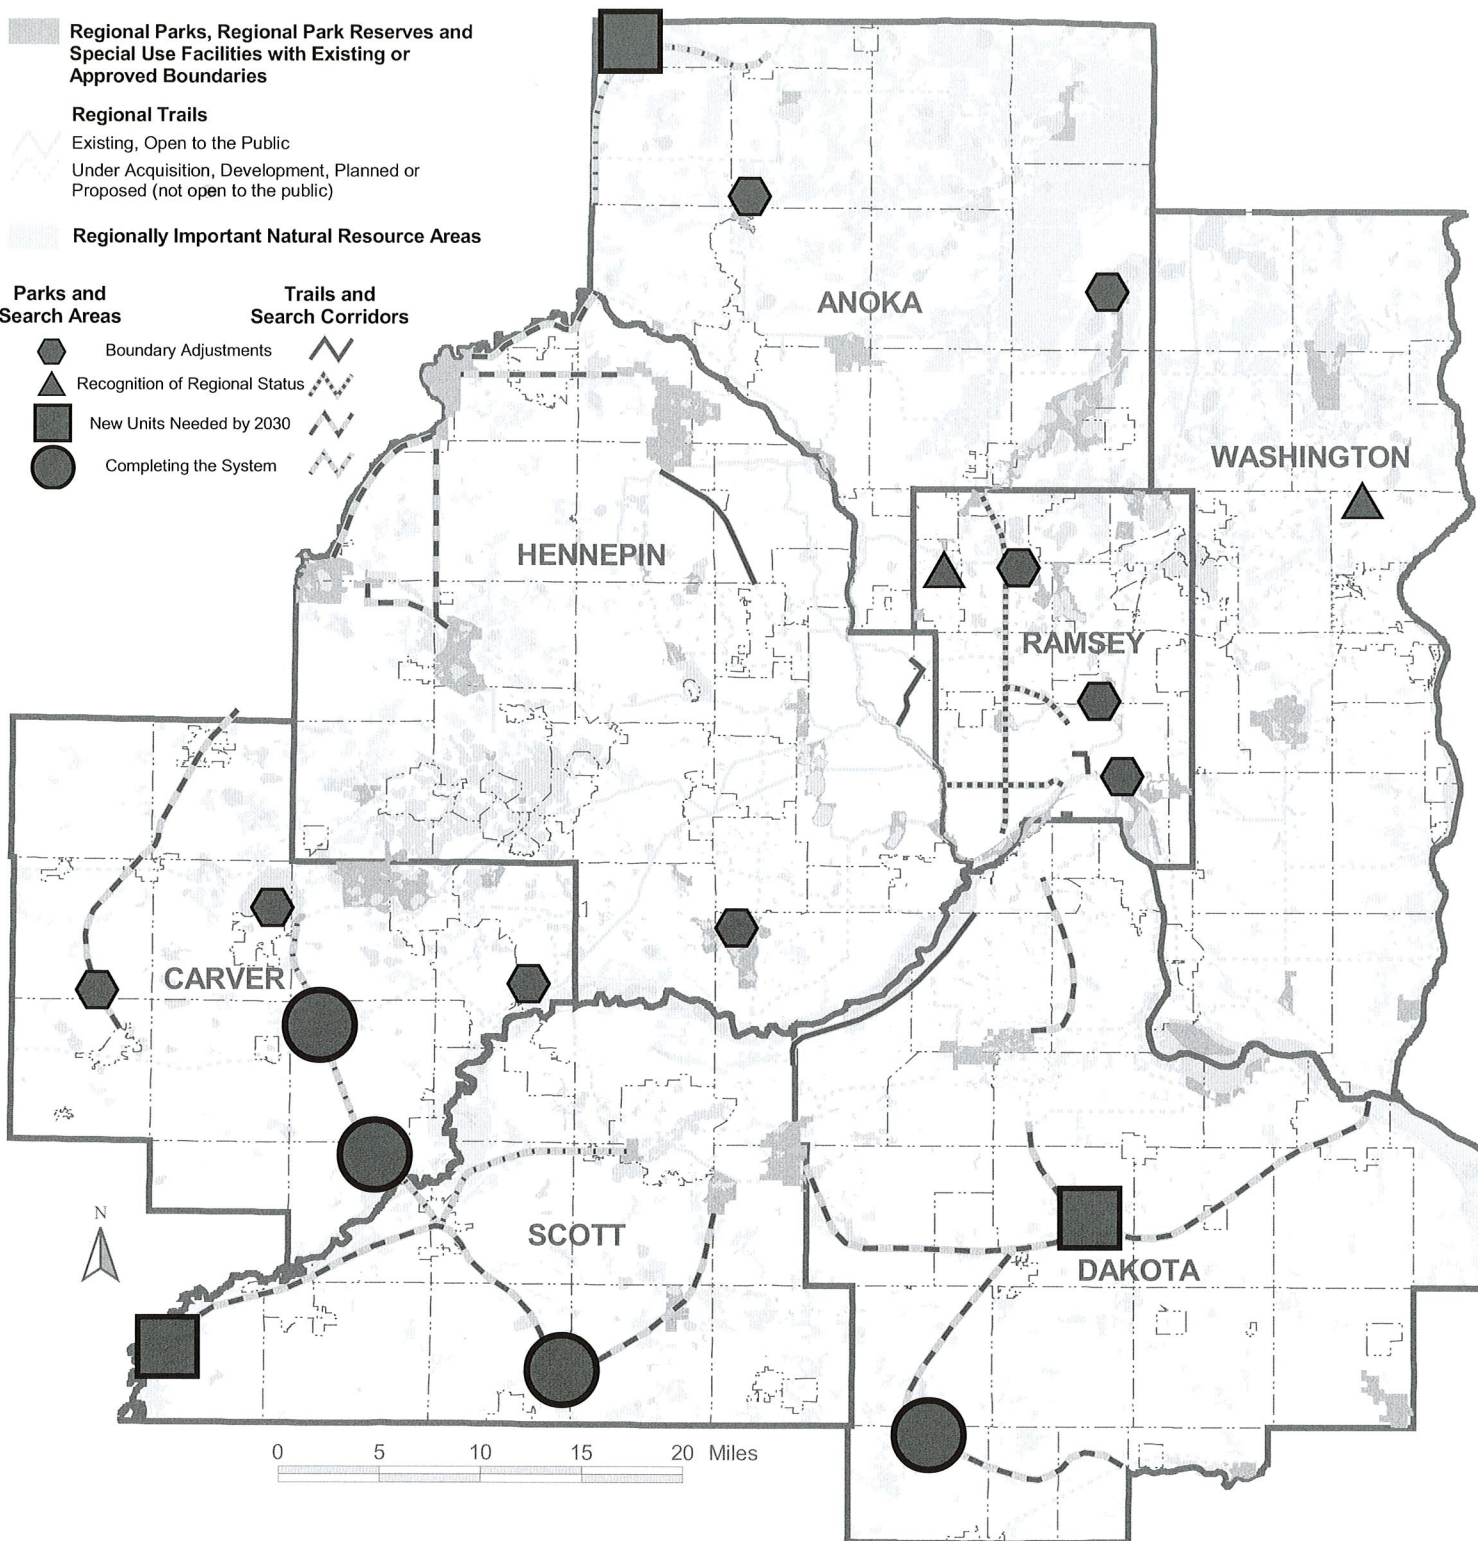 Regional Parks, Regional Park Reserves and
Special Use Facilities with Existing or
Approved Boundaries
Regional Trails
Existing, Open to the Public
Under Acquisition, Development, Planned or
Proposed (not open to the public)
Regionally Important Natural Resource Areas
Parks and
Search Areas
Trails and
Search Corridors
Boundary Adjustments
Recognition of Regional Status
New Units Needed by 2030
Completing the System
ANOKA
WASHINGTON
HENNEPIN
RAMSEY
CARVER
SCOTT
DAKOTA
N
0 5 10 15 20 Miles